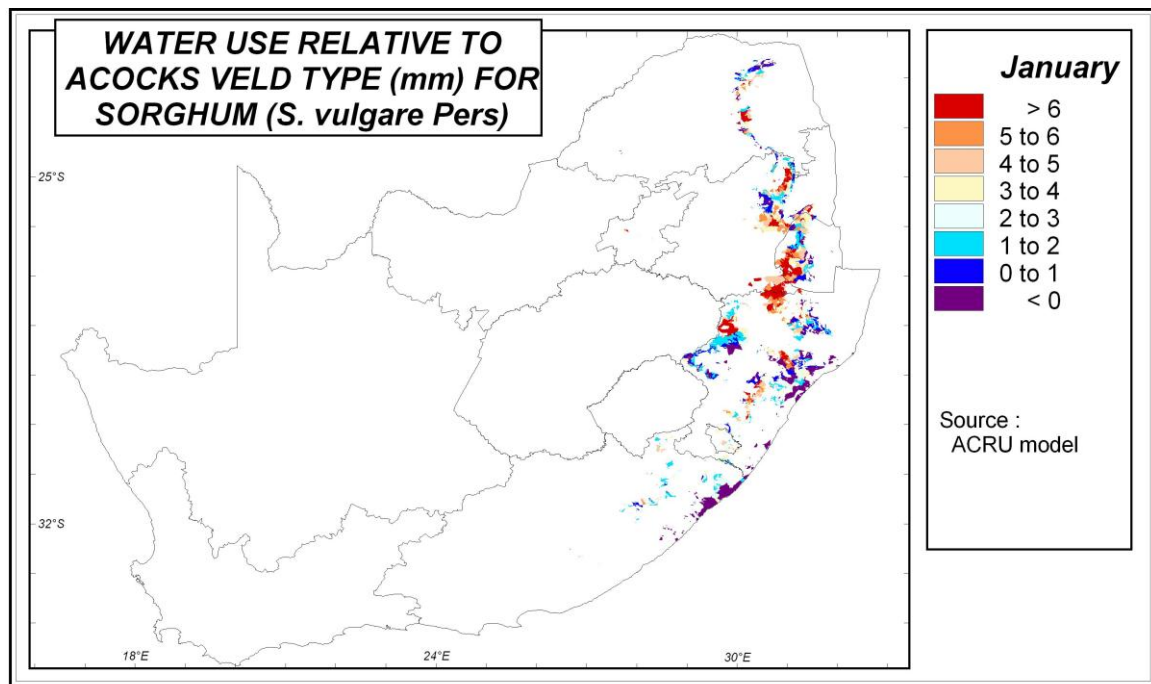 WATER USE RELATIVE TO
ACOCKS VELD TYPE (mm) FOR
SORGHUM (S. vulgare Pers)
January
> 6
5 to 6
4 to 5
3 to 4
2 to 3
1 to 2
0 to 1
< 0
Source :
ACRU model
25°S
32°S
18°E
24°E
30°E